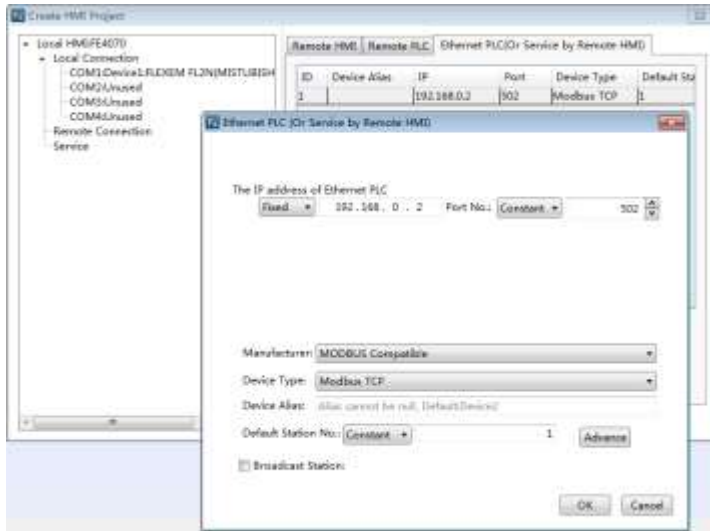 Create HMI Project
Local HMI:FE4070
Local Connection
COM1:Device1:FLEXEM FL2N(MISTUBISH
COM2:Unused
COM3:Unused
COM4:Unused
Remote Connection
Service
Remote HMI Remote PLC Ethernet PLC(Or Service by Remote HMI)
ID Device Alias IP Port Device Type Default Sta
1 192.168.0.2 502 Modbus TCP 1
Ethernet PLC (Or Service by Remote HMI)
The IP address of Ethernet PLC
Fixed 192 . 168 . 0 . 2 Port No.: Constant 502
Manufacturer: MODBUS Compatible
Device Type: Modbus TCP
Device Alias: Alias cannot be null, Default:Device2
Default Station No.: Constant 1 Advance
Broadcast Station:
OK Cancel